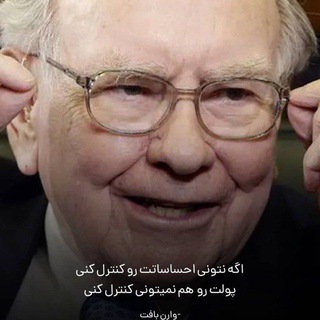 اگه نتونی احساساتت رو کنترل کنی
پولت رو هم نمیتونی کنترل کنی
-وارن بافت